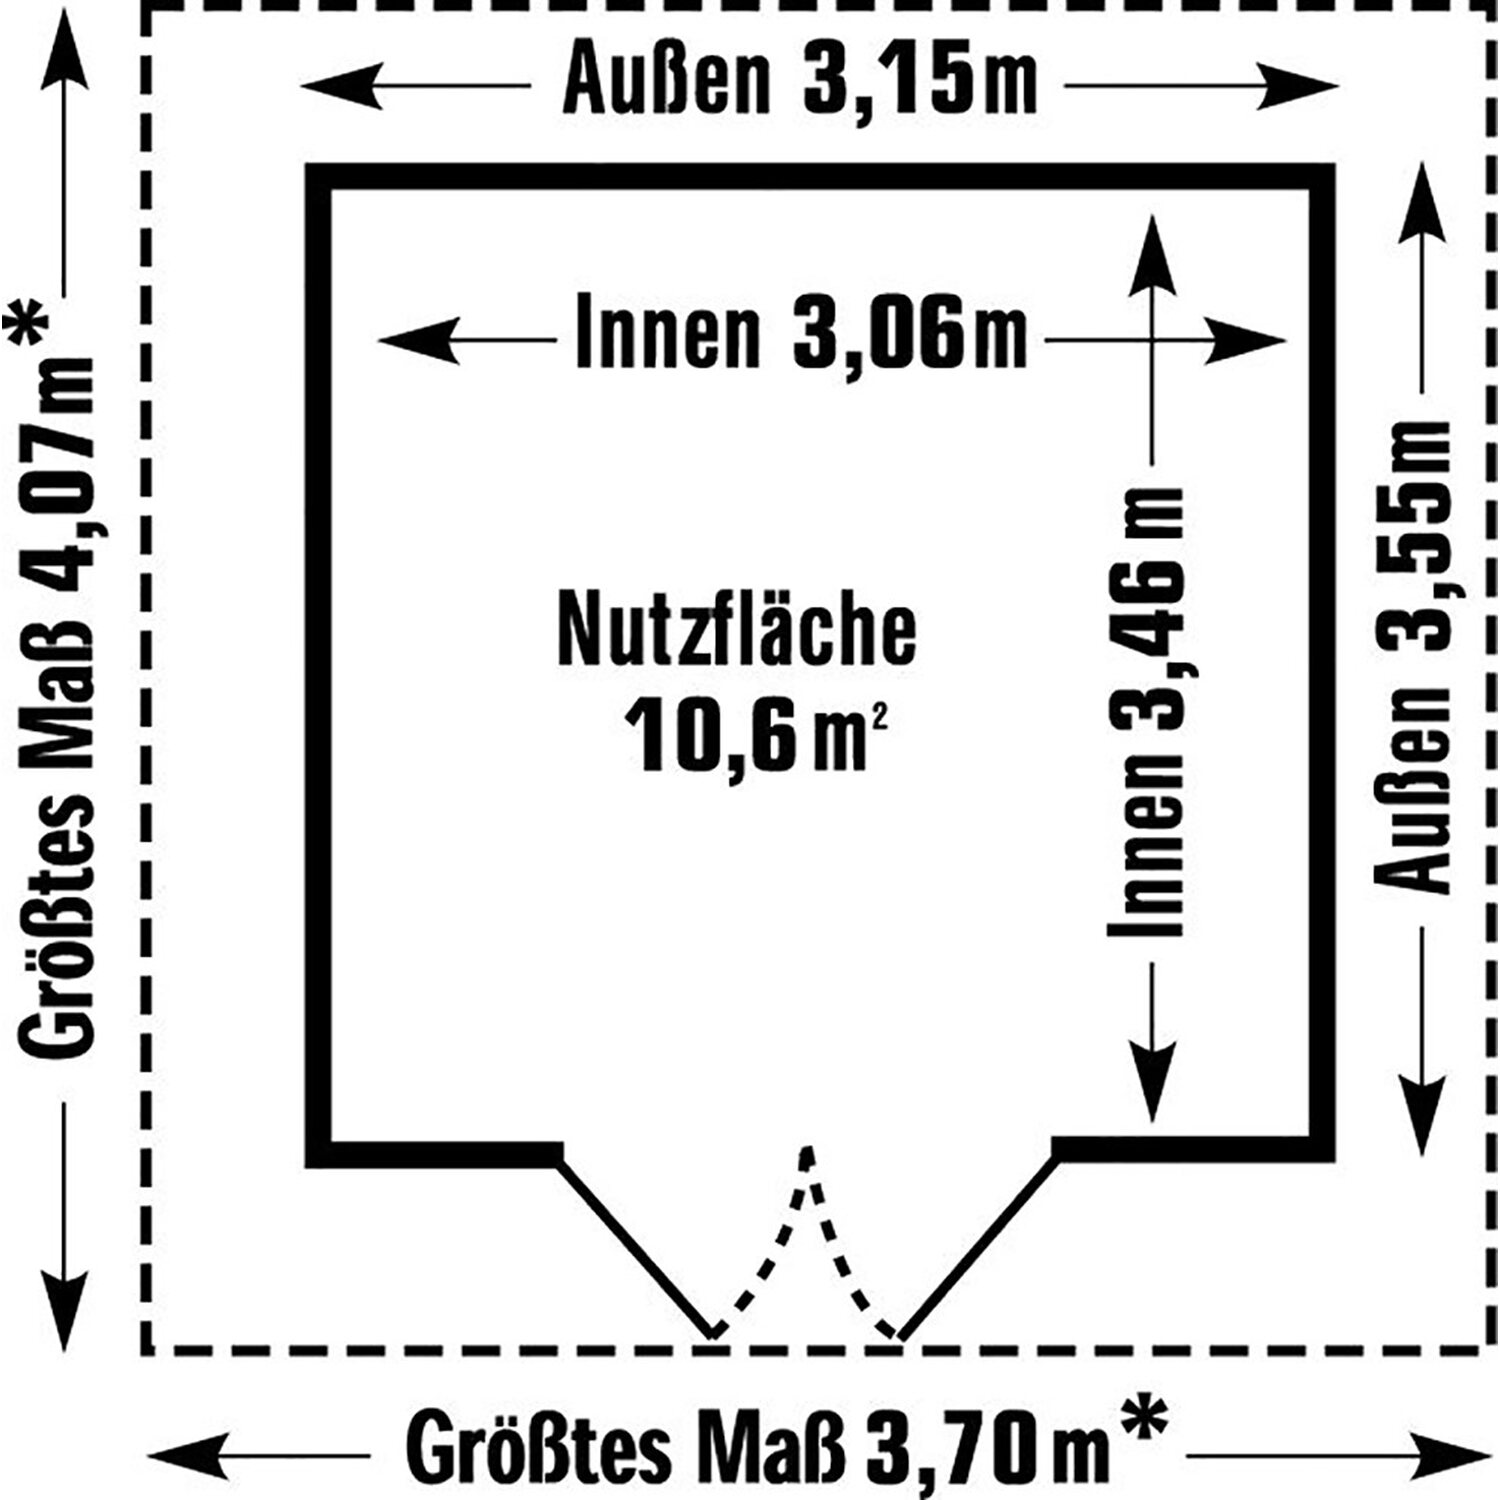 Außen 3,15m
Innen 3,06m
Größtes Maß 4,07m*
Innen 3,46 m
Außen 3,55m
Nutzfläche
10,6 m²
Größtes Maß 3,70m*